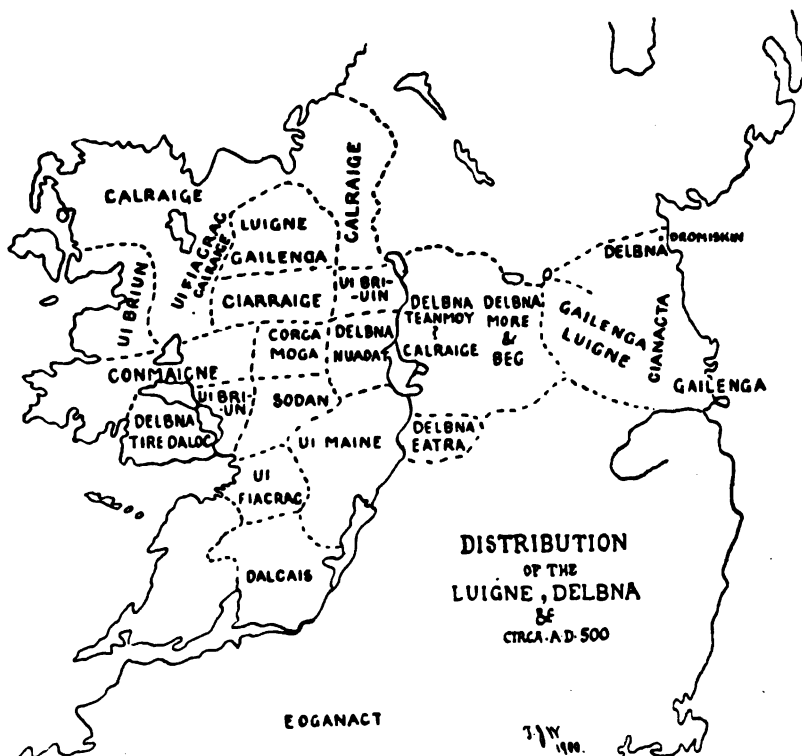 CALRAIGE
UI FIACRAC
CALRAIGE
LUIGNE
GAILENGA
CALRAIGE
UI BRIUN
CIARRAIGE
UI BRI-
-UIN
CORCA
MOGA
DELBNA
NUADAT
DELBNA
TEANMOY
&
CALRAIGE
DELBNA
MORE
&
BEG
DELBNA
DROMISKIN
GAILENGA
LUIGNE
CIANACTA
GAILENGA
CONMAIGNE
DELBNA
TIRE DALOC
UI BRI-
-UN
SODAN
UI MAINE
DELBNA
EATRA
UI
FIACRAC
DALCAIS
EOGANACT
DISTRIBUTION
OF THE
LUIGNE, DELBNA
&
CIRCA. A.D. 500
T.J.W
1900.